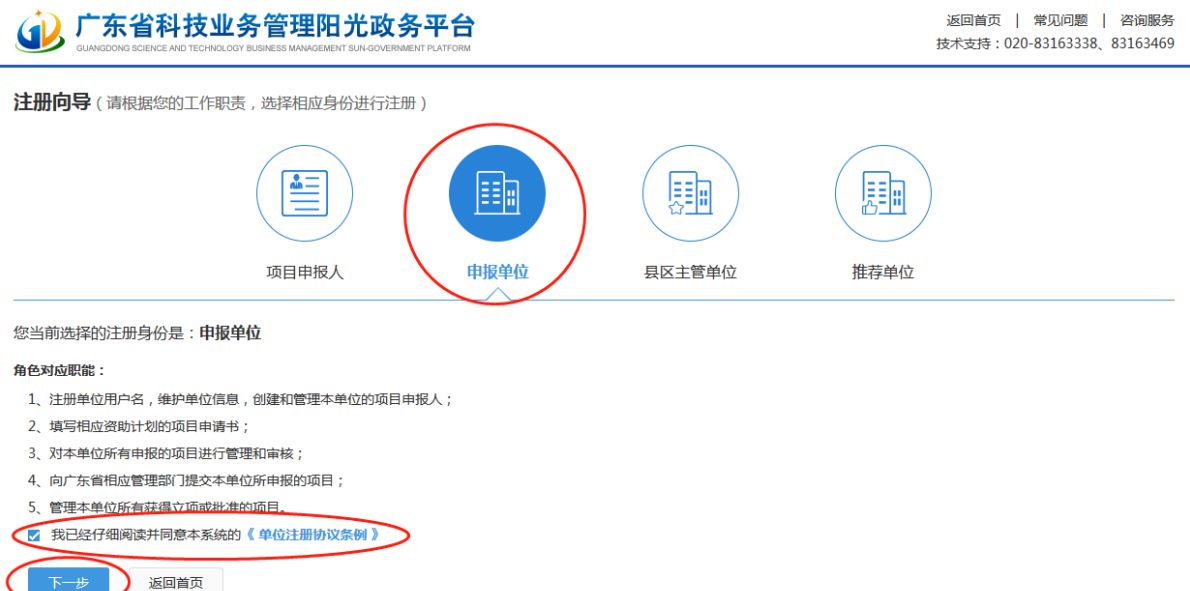 广东省科技业务管理阳光政务平台
GUANGDONG SCIENCE AND TECHNOLOGY BUSINESS MANAGEMENT SUN-GOVERNMENT PLATFORM
返回首页 | 常见问题 | 咨询服务
技术支持：020-83163338、83163469
注册向导（请根据您的工作职责，选择相应身份进行注册）
项目申报人 申报单位 县区主管单位 推荐单位
您当前选择的注册身份是：申报单位
角色对应职能：
1、注册单位用户名，维护单位信息，创建和管理本单位的项目申报人；
2、填写相应资助计划的项目申请书；
3、对本单位所有申报的项目进行管理和审核；
4、向广东省相应管理部门提交本单位所申报的项目；
5、管理本单位所有获得立项或批准的项目。
我已经仔细阅读并同意本系统的《单位注册协议条例》
下一步 返回首页